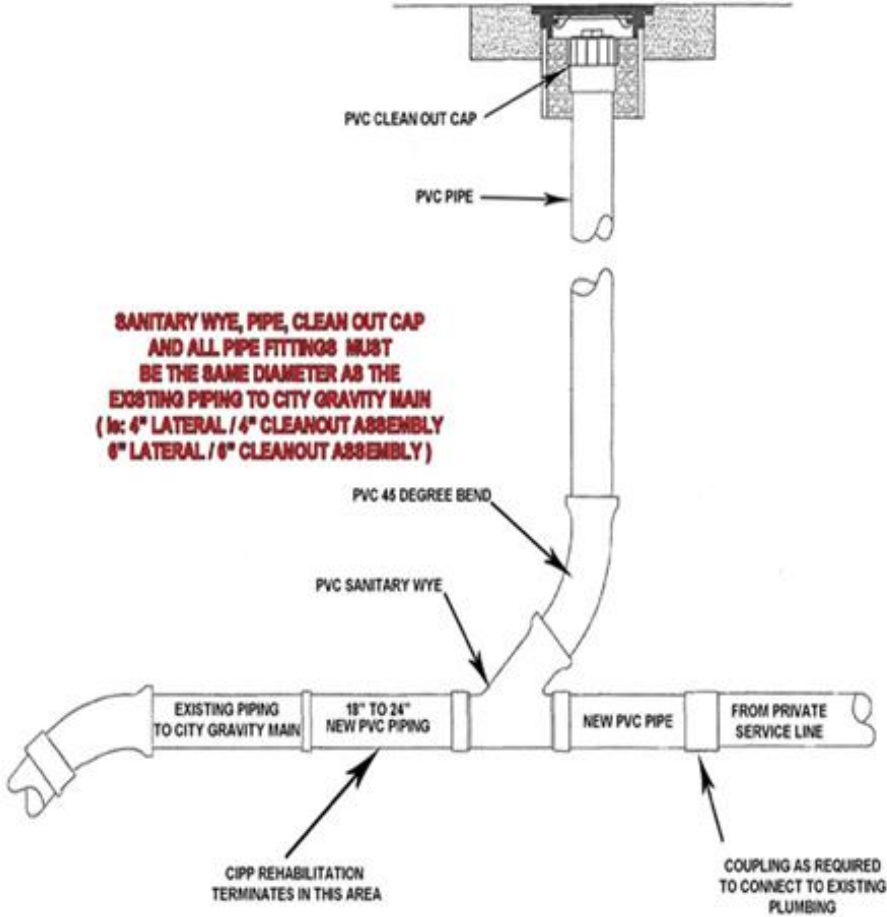 PVC CLEAN OUT CAP
PVC PIPE
SANITARY WYE, PIPE, CLEAN OUT CAP
AND ALL PIPE FITTINGS MUST
BE THE SAME DIAMETER AS THE
EXISTING PIPING TO CITY GRAVITY MAIN
( ie: 4" LATERAL / 4" CLEANOUT ASSEMBLY
6" LATERAL / 6" CLEANOUT ASSEMBLY )
PVC 45 DEGREE BEND
PVC SANITARY WYE
EXISTING PIPING
TO CITY GRAVITY MAIN
18" TO 24"
NEW PVC PIPING
NEW PVC PIPE
FROM PRIVATE
SERVICE LINE
CIPP REHABILITATION
TERMINATES IN THIS AREA
COUPLING AS REQUIRED
TO CONNECT TO EXISTING
PLUMBING